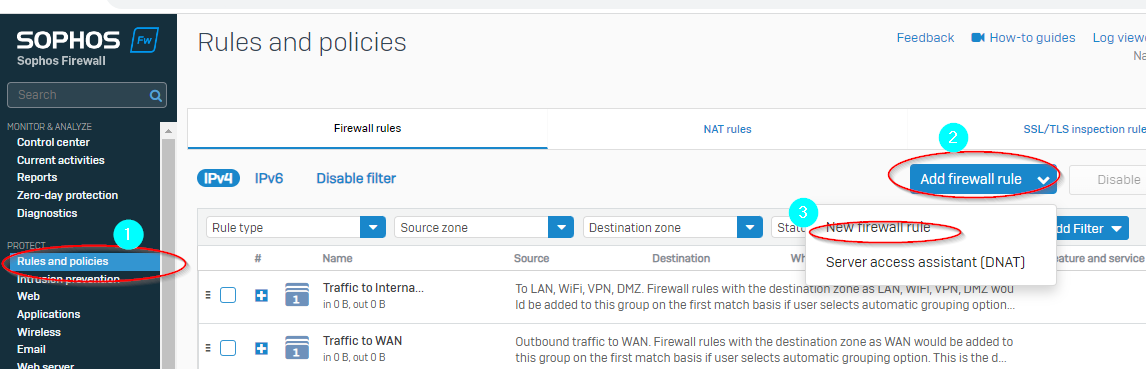 SOPHOS Fw
Sophos Firewall
Search
MONITOR & ANALYZE
Control center
Current activities
Reports
Zero-day protection
Diagnostics
PROTECT
1
Rules and policies
Intrusion prevention
Web
Applications
Wireless
Email
Web server
Rules and policies
Feedback How-to guides Log viewe
Na
Firewall rules NAT rules SSL/TLS inspection rule
2
IPv4 IPv6 Disable filter Add firewall rule Disable
3
Rule type Source zone Destination zone Stat New firewall rule dd Filter
Server access assistant (DNAT)
# Name Source Destination Wh eature and service
1 Traffic to Interna...
in 0 B, out 0 B
To LAN, WiFi, VPN, DMZ. Firewall rules with the destination zone as LAN, WiFi, VPN, DMZ wou
ld be added to this group on the first match basis if user selects automatic grouping option...
1 Traffic to WAN
in 0 B, out 0 B
Outbound traffic to WAN. Firewall rules with the destination zone as WAN would be added to
this group on the first match basis if user selects automatic grouping option. This is the d...